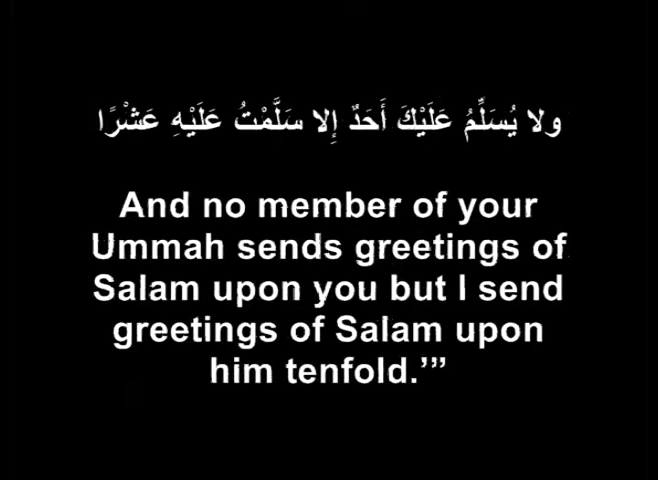 ولا يُسَلِّمُ عَلَيْكَ أَحَدٌ إِلا سَلَّمْتُ عَلَيْهِ عَشْرًا
And no member of your
Ummah sends greetings of
Salam upon you but I send
greetings of Salam upon
him tenfold.’”